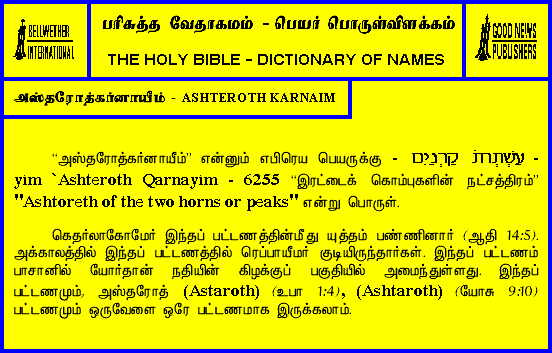 BELLWETHER
INTERNATIONAL
பரிசுத்த வேதாகமம் - பெயர் பொருள்விளக்கம்
THE HOLY BIBLE - DICTIONARY OF NAMES
GOOD NEWS
PUBLISHERS
அஸ்தரோத்கர்னாயீம் - ASHTEROTH KARNAIM
“அஸ்தரோத்கர்னாயீம்” என்னும் எபிரெய பெயருக்கு - עַשְׁתְּרֹת קַרְנַיִם -
yim `Ashteroth Qarnayim - 6255 “இரட்டைக் கொம்புகளின் நட்சத்திரம்”
"Ashtoreth of the two horns or peaks" என்று பொருள்.
கெதர்லாகோமேர் இந்தப் பட்டணத்தின்மீது யுத்தம் பண்ணினார் (ஆதி 14:5).
அக்காலத்தில் இந்தப் பட்டணத்தில் ரெப்பாயீமர் குடியிருந்தார்கள். இந்தப் பட்டணம்
பாசானில் யோர்தான் நதியின் கிழக்குப் பகுதியில் அமைந்துள்ளது. இந்தப்
பட்டணமும், அஸ்தரோத் (Astaroth) (உபா 1:4), (Ashtaroth) (யோசு 9:10)
பட்டணமும் ஒருவேளை ஒரே பட்டணமாக இருக்கலாம்.